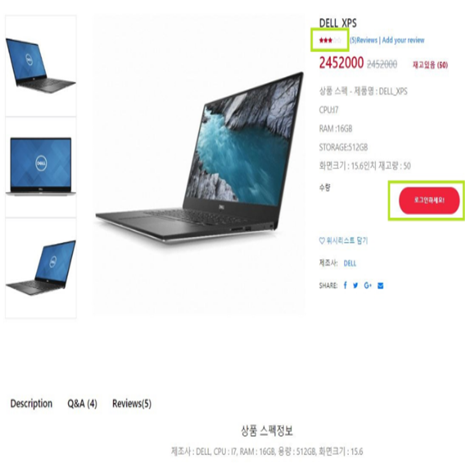 DELL XPS
(5)Reviews | Add your review
2452000 2452000 재고있음 (50)
상품 스펙 - 제품명 : DELL_XPS
CPU:I7
RAM :16GB
STORAGE:512GB
화면크기 : 15.6인치 재고량 : 50
수량
로그인하세요!
위시리스트 담기
제조사: DELL
SHARE:
Description Q&A (4) Reviews(5)
상품 스펙정보
제조사 : DELL, CPU : I7, RAM : 16GB, 용량 : 512GB, 화면크기 : 15.6